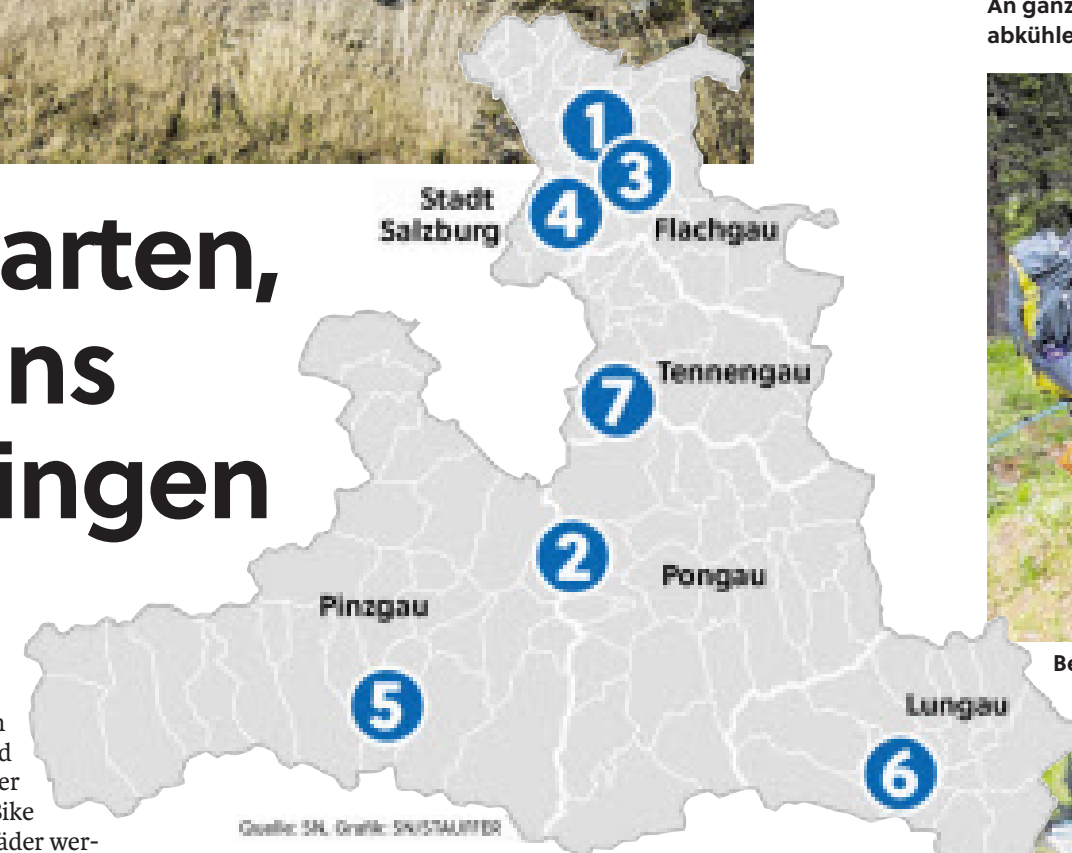 An ganz
abkühle
arten,
ns
ingen
1
3
4
Stadt
Salzburg
Flachgau
7
Tennengau
2
Pongau
Pinzgau
5
Lungau
6
Be
n
d
er
Bike
äder wer-
Quelle: SN, Grafik: SN/STAUFFER